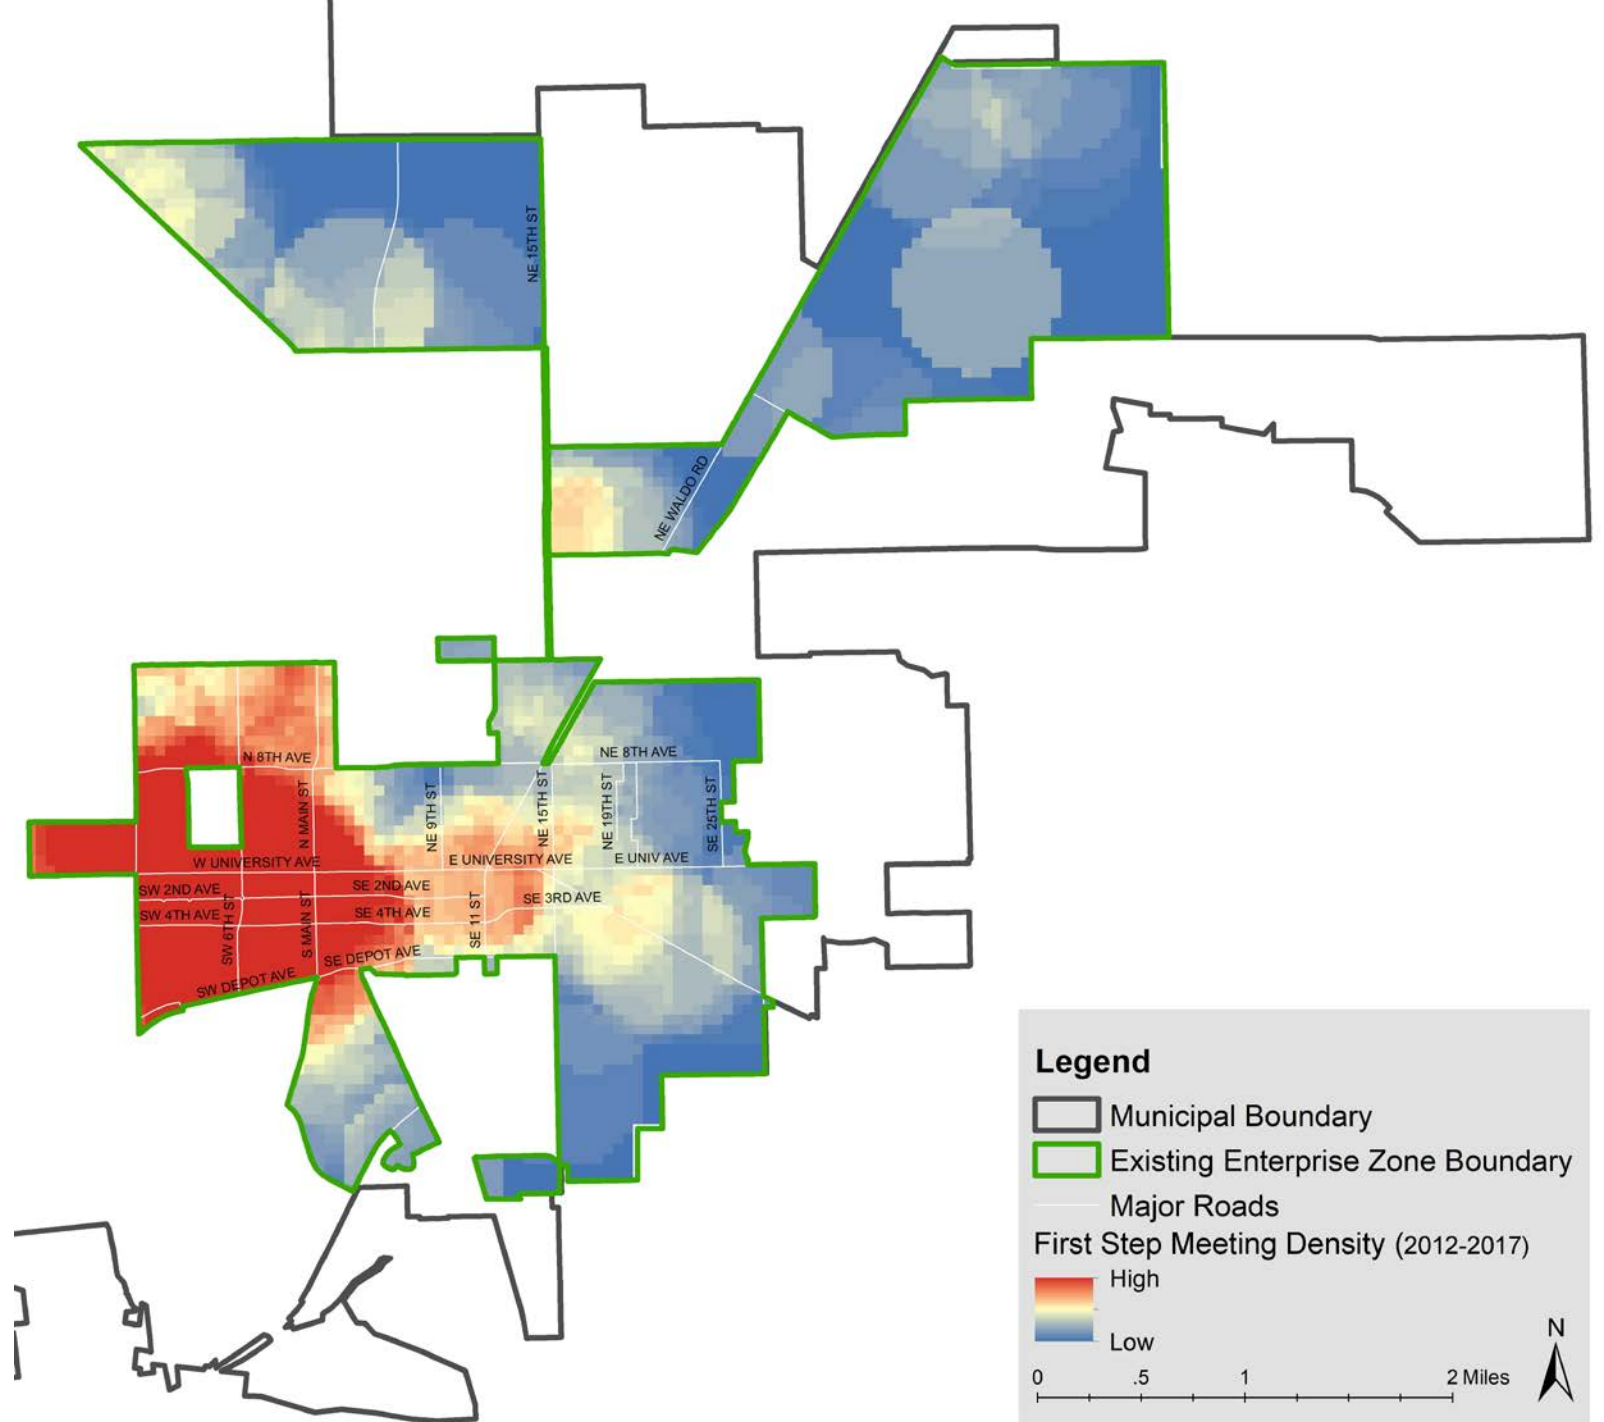 NE 15TH ST
NE WALDO RD
N 8TH AVE
NE 8TH AVE
N MAIN ST
NE 9TH ST
NE 15TH ST
NE 19TH ST
SE 25TH ST
W UNIVERSITY AVE
E UNIVERSITY AVE
E UNIV AVE
SW 2ND AVE
SE 2ND AVE
SE 3RD AVE
SW 4TH AVE
SE 4TH AVE
SW 6TH ST
S MAIN ST
SE 11 ST
SE DEPOT AVE
SW DEPOT AVE
Legend
Municipal Boundary
Existing Enterprise Zone Boundary
Major Roads
First Step Meeting Density (2012-2017)
High
Low
N
0 .5 1 2 Miles